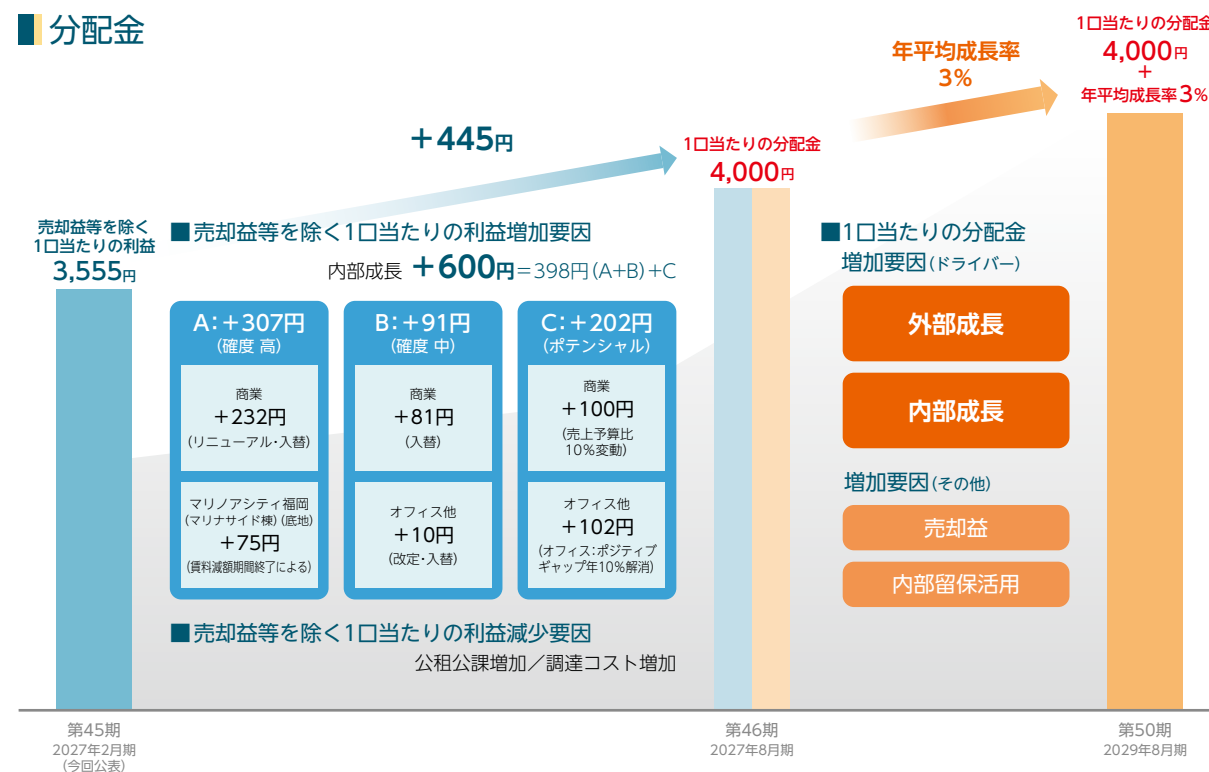 分配金
1口当たりの分配金
4,000円
+
年平均成長率3%
年平均成長率
3%
+445円
1口当たりの分配金
4,000円
売却益等を除く
1口当たりの利益
3,555円
■売却益等を除く1口当たりの利益増加要因
内部成長 +600円=398円(A+B)+C
A:+307円
(確度 高)
商業
+232円
(リニューアル・入替)
マリノアシティ福岡
(マリナサイド棟)(底地)
+75円
(賃料減額期間終了による)
B:+91円
(確度 中)
商業
+81円
(入替)
オフィス他
+10円
(改定・入替)
C:+202円
(ポテンシャル)
商業
+100円
(売上予算比
10%変動)
オフィス他
+102円
(オフィス:ポジティブ
ギャップ年10%解消)
■売却益等を除く1口当たりの利益減少要因
公租公課増加/調達コスト増加
■1口当たりの分配金
増加要因(ドライバー)
外部成長
内部成長
増加要因(その他)
売却益
内部留保活用
第45期
2027年2月期
(今回公表)
第46期
2027年8月期
第50期
2029年8月期